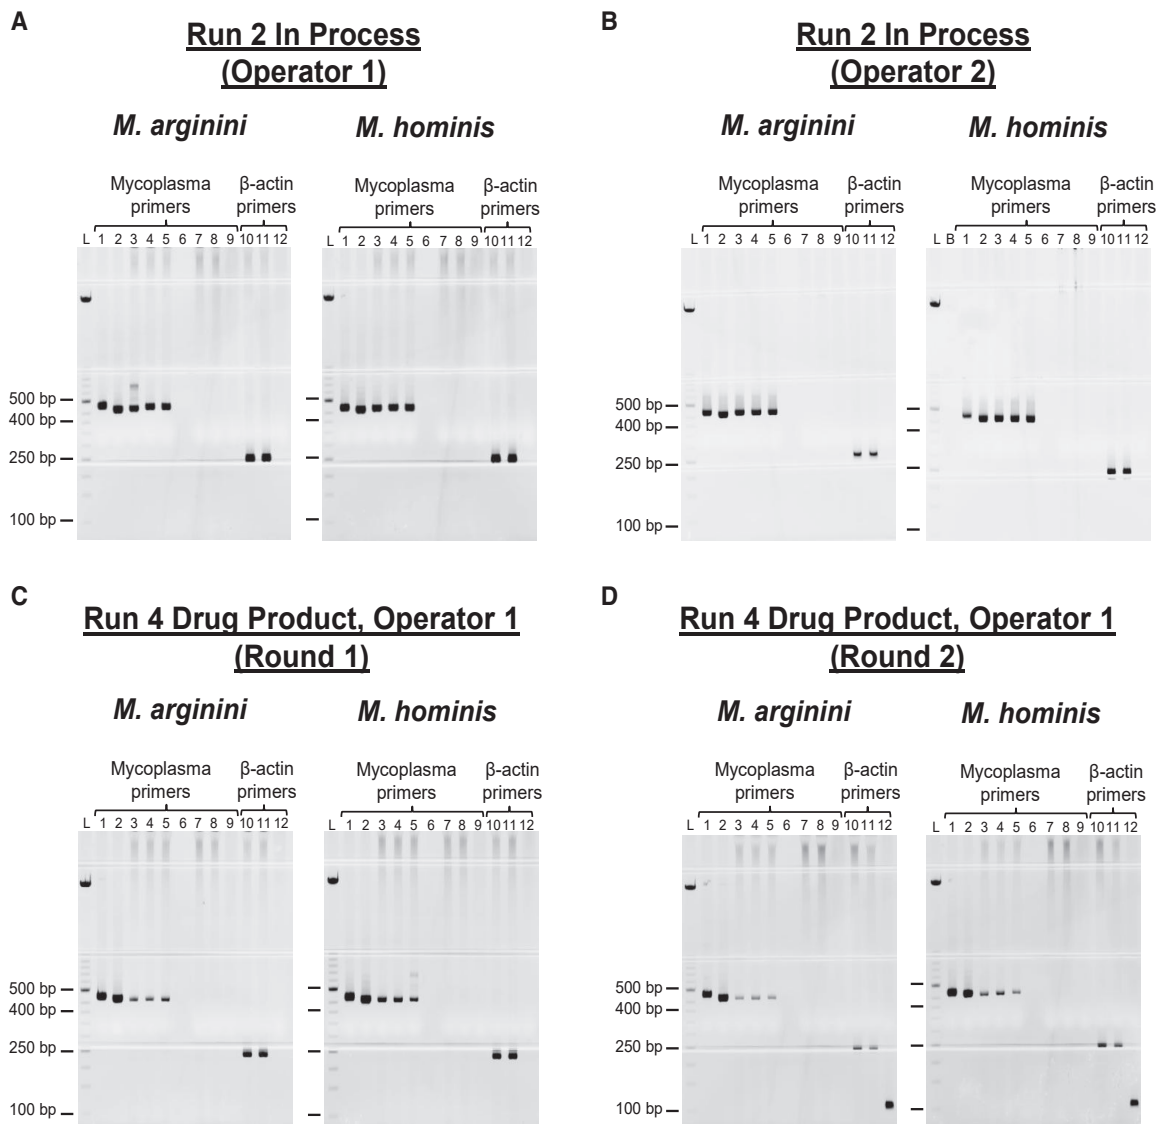 A
Run 2 In Process
(Operator 1)
M. arginini
M. hominis
Mycoplasma
primers
β-actin
primers
Mycoplasma
primers
β-actin
primers
L 1 2 3 4 5 6 7 8 9 10 11 12
L 1 2 3 4 5 6 7 8 9 10 11 12
500 bp
400 bp
250 bp
100 bp
B
Run 2 In Process
(Operator 2)
M. arginini
M. hominis
Mycoplasma
primers
β-actin
primers
Mycoplasma
primers
β-actin
primers
L 1 2 3 4 5 6 7 8 9 10 11 12
L B 1 2 3 4 5 6 7 8 9 10 11 12
500 bp
400 bp
250 bp
100 bp
C
Run 4 Drug Product, Operator 1
(Round 1)
M. arginini
M. hominis
Mycoplasma
primers
β-actin
primers
Mycoplasma
primers
β-actin
primers
L 1 2 3 4 5 6 7 8 9 10 11 12
L 1 2 3 4 5 6 7 8 9 10 11 12
500 bp
400 bp
250 bp
100 bp
D
Run 4 Drug Product, Operator 1
(Round 2)
M. arginini
M. hominis
Mycoplasma
primers
β-actin
primers
Mycoplasma
primers
β-actin
primers
L 1 2 3 4 5 6 7 8 9 10 11 12
L 1 2 3 4 5 6 7 8 9 10 11 12
500 bp
400 bp
250 bp
100 bp